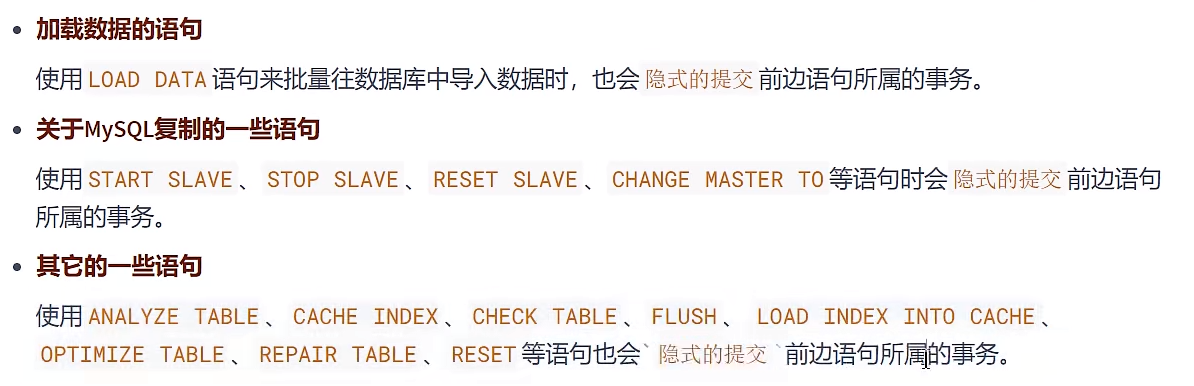 加载数据的语句
使用 LOAD DATA 语句来批量往数据库中导入数据时，也会 隐式的提交 前边语句所属的事务。
关于MySQL复制的一些语句
使用 START SLAVE 、 STOP SLAVE 、 RESET SLAVE 、 CHANGE MASTER TO 等语句时会 隐式的提交 前边语句
所属的事务。
其它的一些语句
使用 ANALYZE TABLE 、 CACHE INDEX 、 CHECK TABLE 、 FLUSH 、 LOAD INDEX INTO CACHE 、
OPTIMIZE TABLE 、 REPAIR TABLE 、 RESET 等语句也会` 隐式的提交 `前边语句所属的事务。